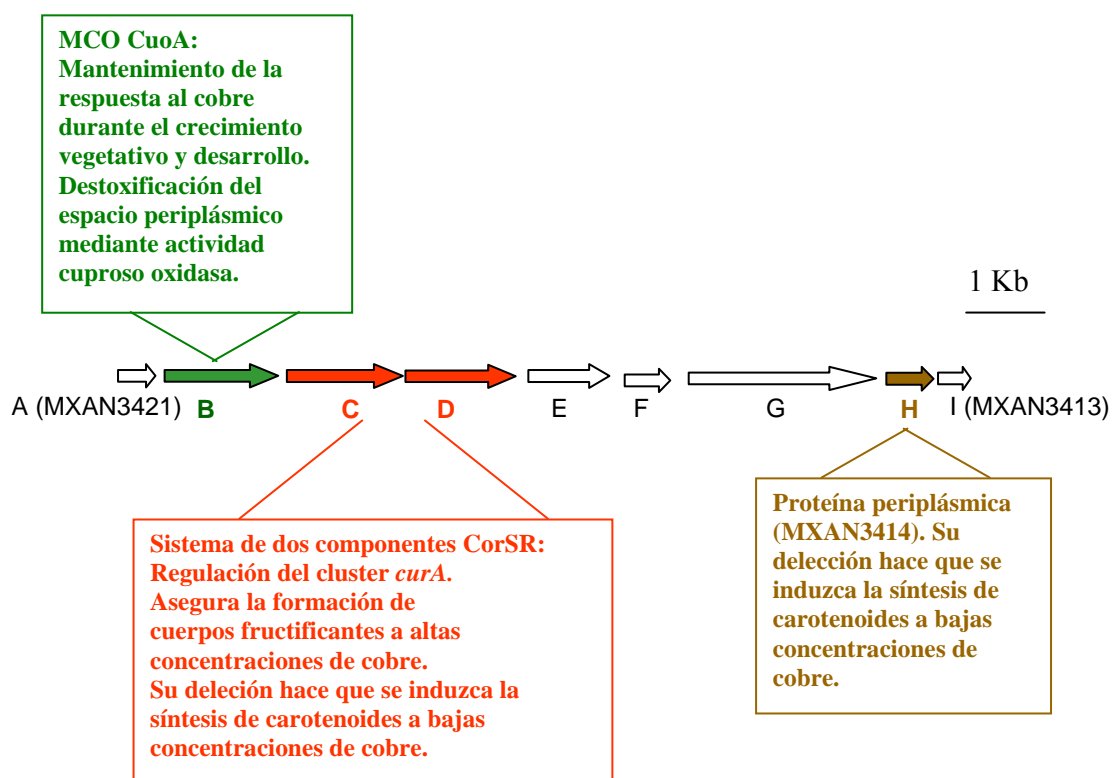 MCO CuoA:
Mantenimiento de la
respuesta al cobre
durante el crecimiento
vegetativo y desarrollo.
Destoxificación del
espacio periplásmico
mediante actividad
cuproso oxidasa.
1 Kb
A (MXAN3421) B C D E F G H I (MXAN3413)
Sistema de dos componentes CorSR:
Regulación del cluster curA.
Asegura la formación de
cuerpos fructificantes a altas
concentraciones de cobre.
Su deleción hace que se induzca la
síntesis de carotenoides a bajas
concentraciones de cobre.
Proteína periplásmica
(MXAN3414). Su
delección hace que se
induzca la síntesis de
carotenoides a bajas
concentraciones de
cobre.